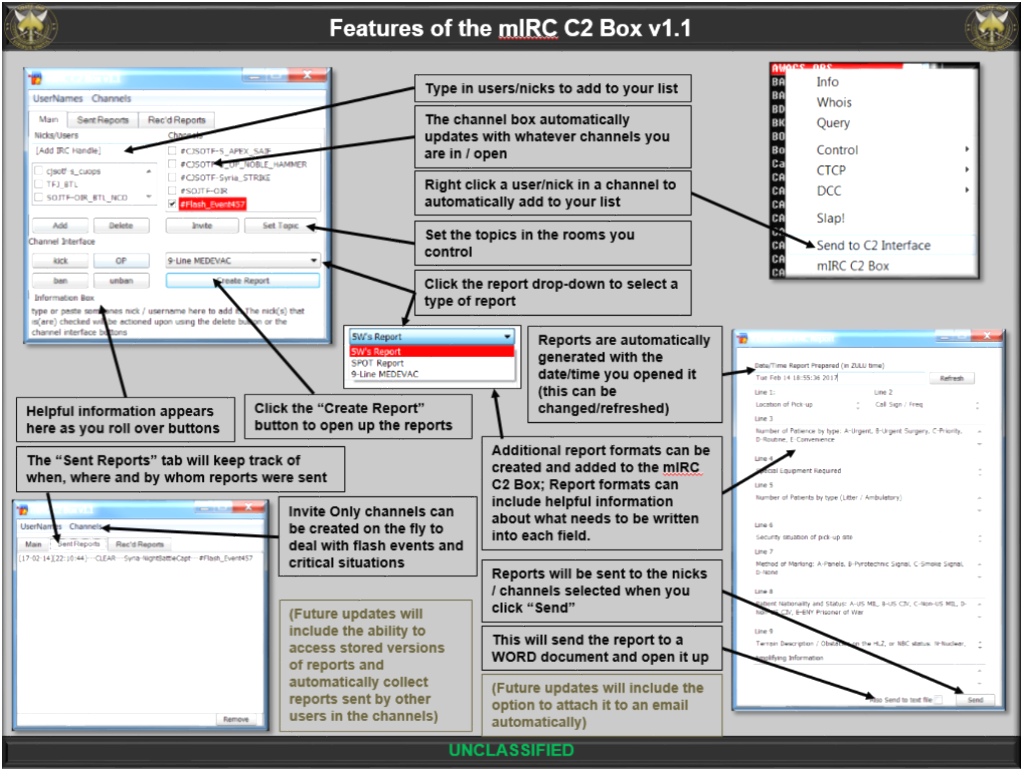 Features of the mIRC C2 Box v1.1
UserNames Channels
Main Sent Reports Rec'd Reports
Nicks/Users Channels
[Add IRC Handle]
#CJSOTF-S_APEX_SAIF
#CJSOTF- OP_NOBLE_HAMMER
#CJSOTF-Syria_STRIKE
#SOJTF-OIR
#Flash_Event457
cjsotf-s_cuops
TFJ_BTL
SOJTF-OIR_BTL_NCO
Add Delete Invite Set Topic
Channel Interface
kick OP 9-Line MEDEVAC
ban unban Create Report
Information Box
type or paste someones nick / username here to add it. The nick(s) that
is(are) checked will be actioned upon using the delete button or the
channel interface buttons
Type in users/nicks to add to your list
The channel box automatically
updates with whatever channels you
are in / open
Right click a user/nick in a channel to
automatically add to your list
Set the topics in the rooms you
control
Click the report drop-down to select a
type of report
AWACS_OPS
Info
Whois
Query
Control
CTCP
DCC
Slap!
Send to C2 Interface
mIRC C2 Box
5W's Report
5W's Report
SPOT Report
9-Line MEDEVAC
Helpful information appears
here as you roll over buttons
Click the “Create Report”
button to open up the reports
Reports are automatically
generated with the
date/time you opened it
(this can be
changed/refreshed)
The “Sent Reports” tab will keep track of
when, where and by whom reports were sent
Additional report formats can be
created and added to the mIRC
C2 Box; Report formats can
include helpful information
about what needs to be written
into each field.
UserNames Channels
Main Sent Reports Rec'd Reports
[17-02-14][22:10:44] CLEAR Syria-NightBattleCapt #Flash_Event457
Remove
Invite Only channels can
be created on the fly to
deal with flash events and
critical situations
(Future updates will
include the ability to
access stored versions
of reports and
automatically collect
reports sent by other
users in the channels)
Reports will be sent to the nicks
/ channels selected when you
click “Send”
This will send the report to a
WORD document and open it up
(Future updates will include the
option to attach it to an email
automatically)
Date/Time Report Prepared (in ZULU time)
Tue Feb 14 18:55:36 2017 Refresh
Line 1: Line 2
Location of Pick-up Call Sign / Freq
Line 3
Number of Patience by type: A-Urgent, B-Urgent Surgery, C-Priority,
D-Routine, E-Convenience
Line 4
Special Equipment Required
Line 5
Number of Patients by type (Litter / Ambulatory)
Line 6
Security situation of pick-up site
Line 7
Method of Marking: A-Panels, B-Pyrotechnic Signal, C-Smoke Signal,
D-None
Line 8
Patient Nationality and Status: A-US MIL, B-US CIV, C-Non-US MIL, D-
Non-US CIV, E-ENY Prisoner of War
Line 9
Terrain Description / Obstacles on the HLZ, or NBC status: N-Nuclear,
Amplifying Information
Also Send to text file Send
UNCLASSIFIED